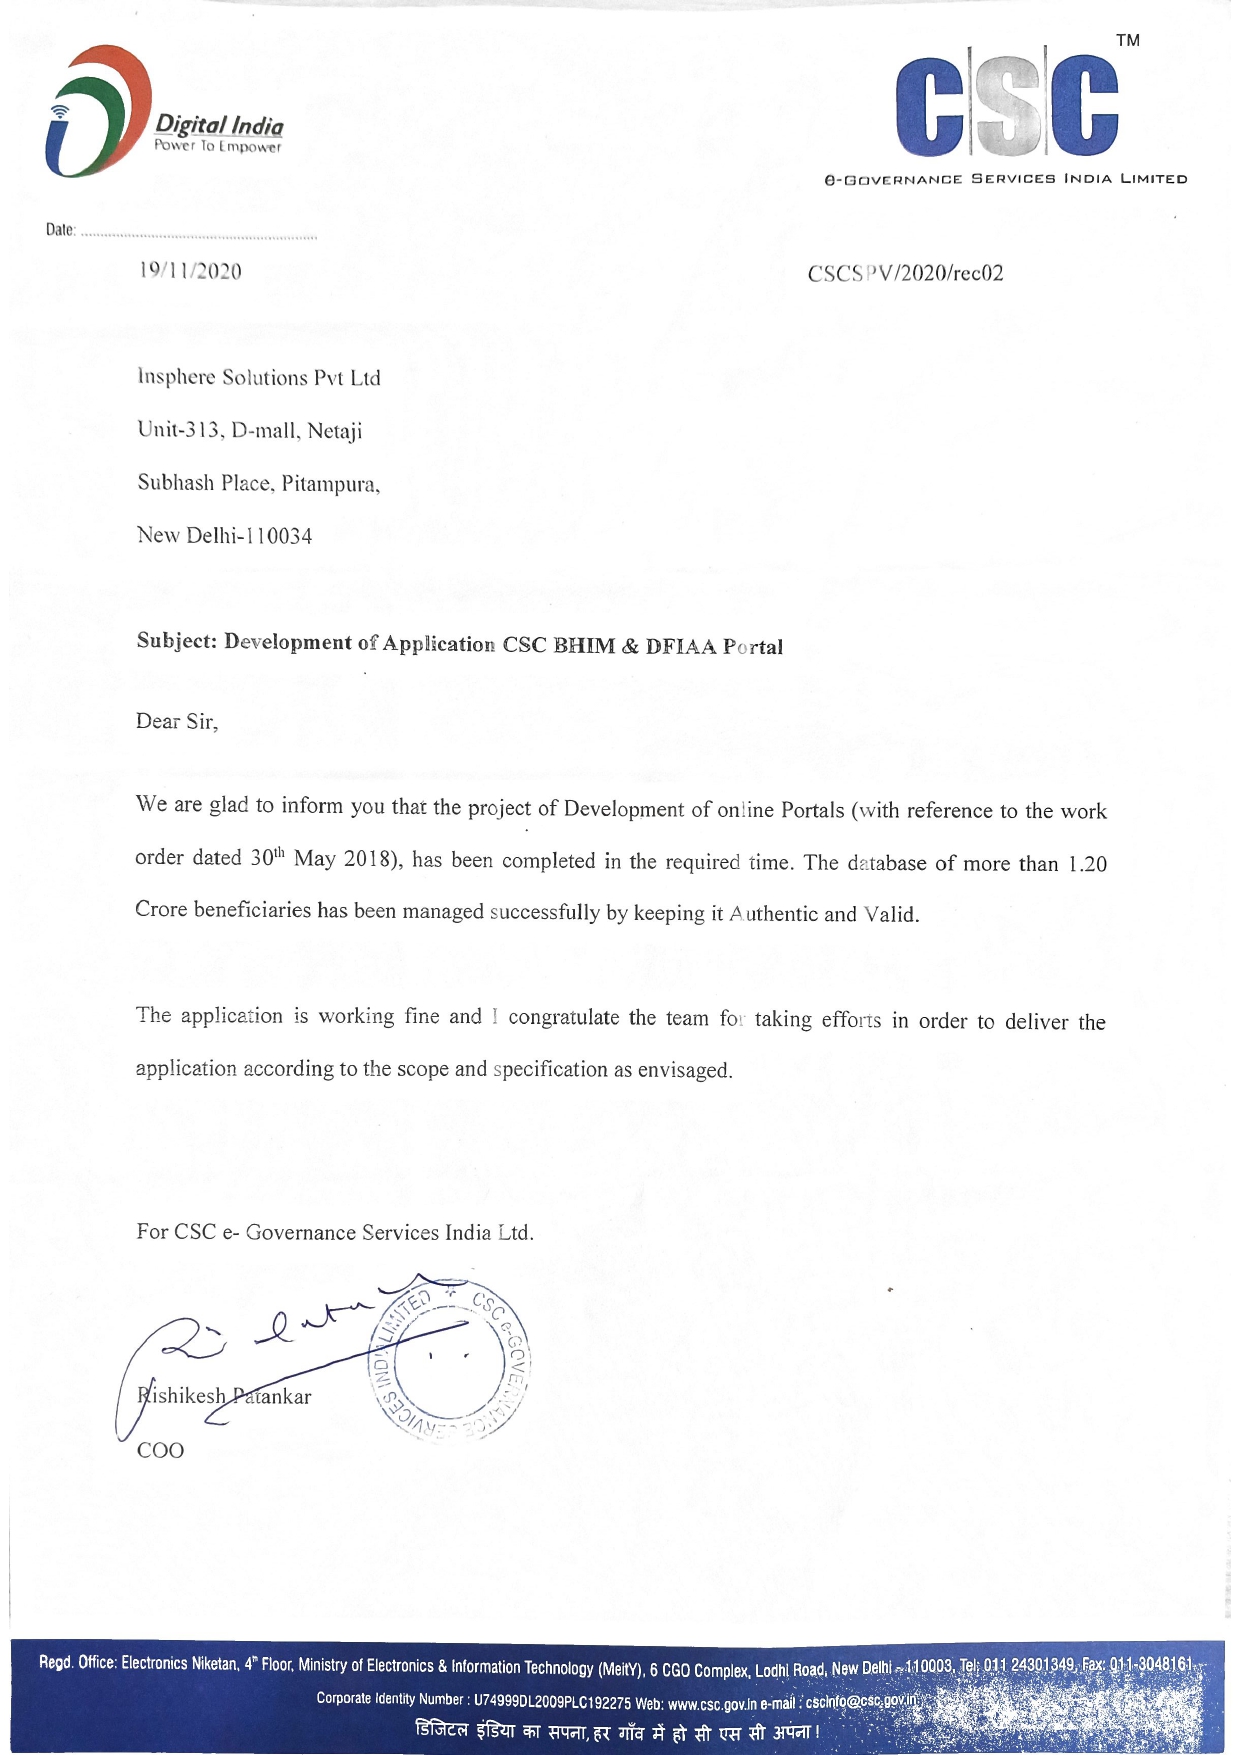 Digital India
Power To Empower
CSC TM
e-Governance Services India Limited
Date:
19/11/2020
CSCSPV/2020/rec02
Insphere Solutions Pvt Ltd
Unit-313, D-mall, Netaji
Subhash Place, Pitampura,
New Delhi-110034
Subject: Development of Application CSC BHIM & DFIAA Portal
Dear Sir,
We are glad to inform you that the project of Development of online Portals (with reference to the work
order dated 30th May 2018), has been completed in the required time. The database of more than 1.20
Crore beneficiaries has been managed successfully by keeping it Authentic and Valid.
The application is working fine and I congratulate the team for taking efforts in order to deliver the
application according to the scope and specification as envisaged.
For CSC e- Governance Services India Ltd.
CSC e-GOVERNANCE SERVICES INDIA LIMITED *
Rishikesh Patankar
COO
Regd. Office: Electronics Niketan, 4th Floor, Ministry of Electronics & Information Technology (MeitY), 6 CGO Complex, Lodhi Road, New Delhi - 110003, Tel: 011 24301349, Fax: 011-3048161
Corporate Identity Number : U74999DL2009PLC192275 Web: www.csc.gov.in e-mail : cscinfo@csc.gov.in
डिजिटल इंडिया का सपना, हर गाँव में हो सी एस सी अपना !